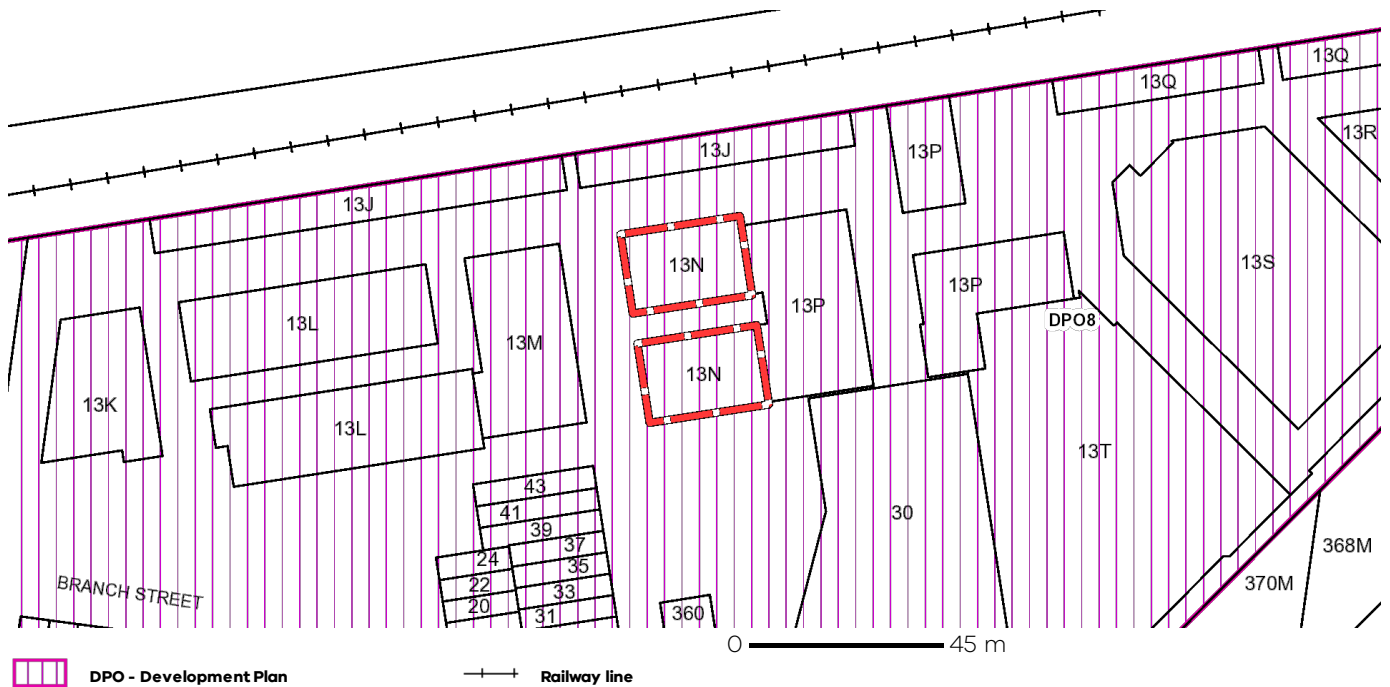 13Q
13Q
13R
13J
13P
13J
13S
13N
13P
13P
13L
DPO8
13M
13N
13K
13L
13T
43
30
41
39
37
368M
24
35
370M
22
33
BRANCH STREET
20
31
360
0 45 m
DPO - Development Plan Railway line